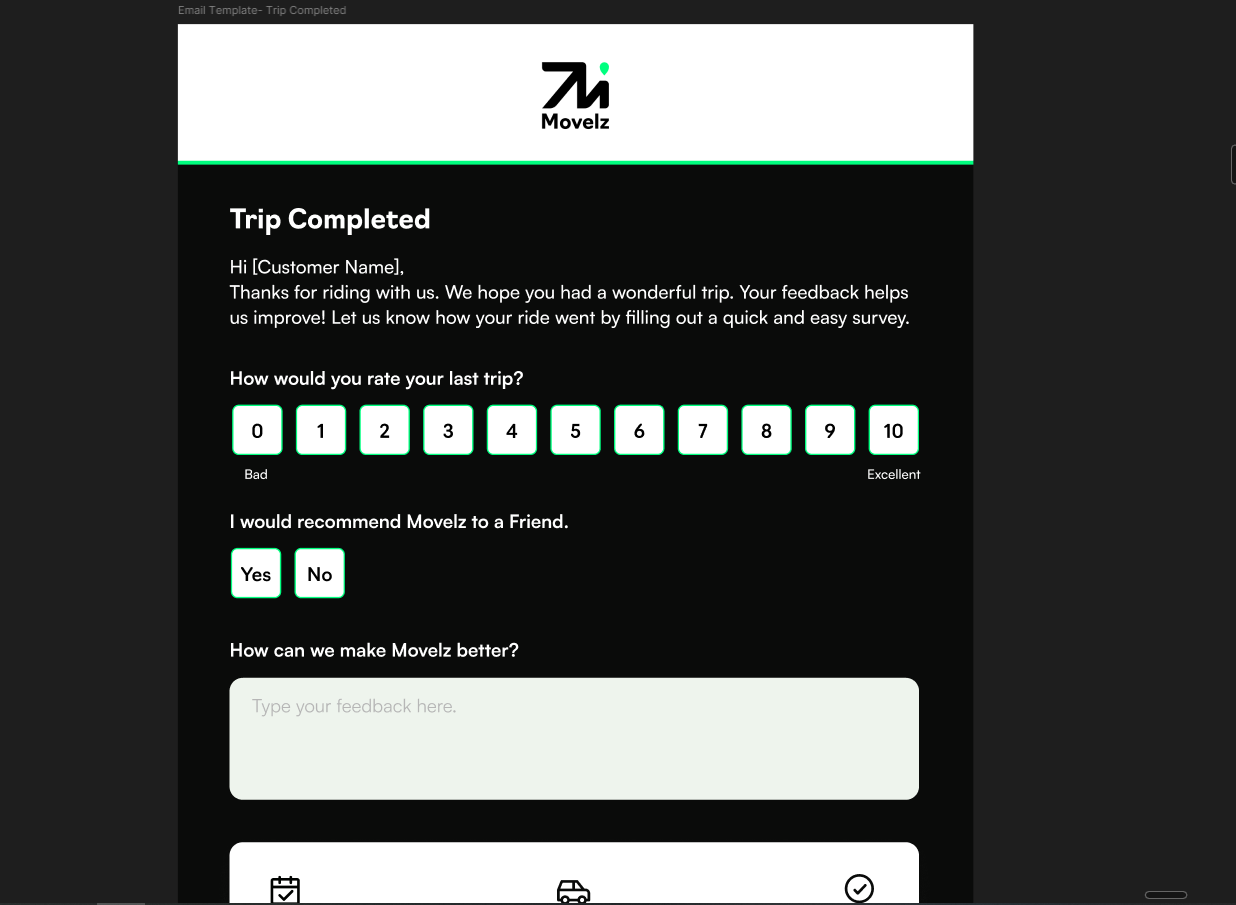 Email Template- Trip Completed
Movelz
Trip Completed
Hi [Customer Name],
Thanks for riding with us. We hope you had a wonderful trip. Your feedback helps
us improve! Let us know how your ride went by filling out a quick and easy survey.
How would you rate your last trip?
0 1 2 3 4 5 6 7 8 9 10
Bad Excellent
I would recommend Movelz to a Friend.
Yes No
How can we make Movelz better?
Type your feedback here.